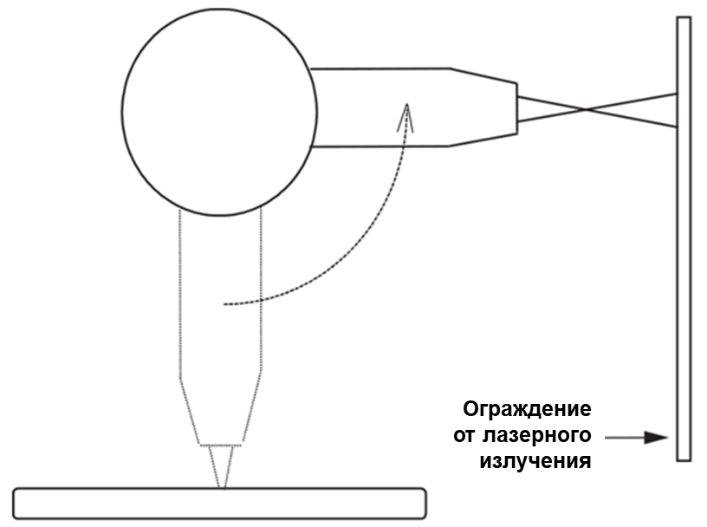 Ограждение
от лазерного
излучения